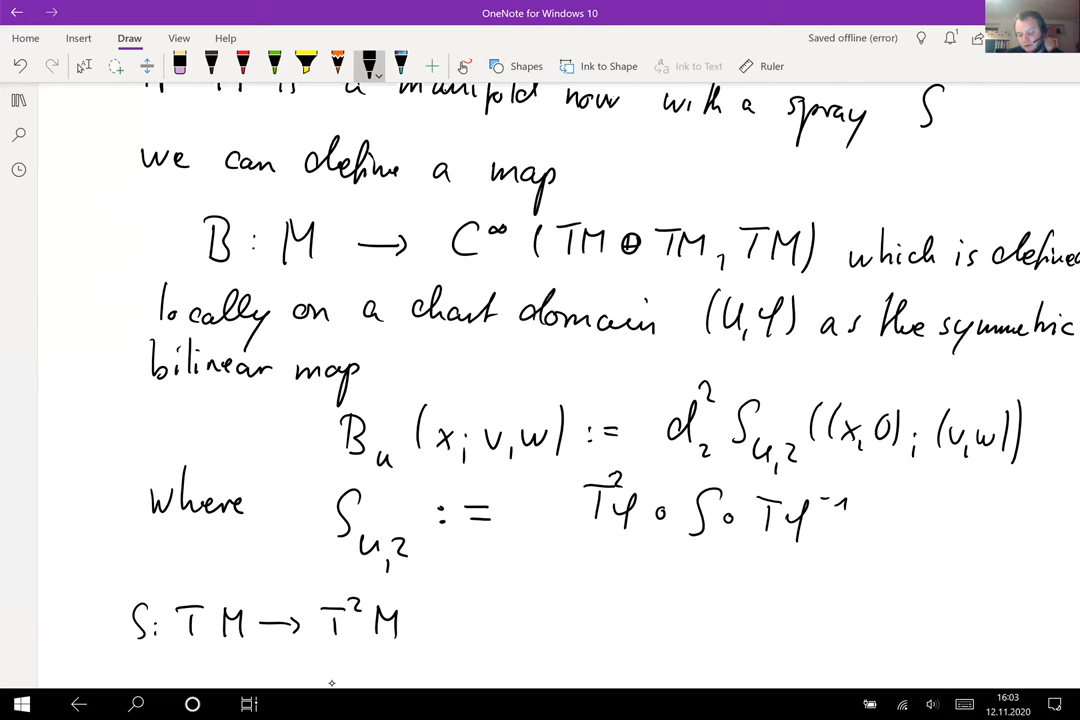 OneNote for Windows 10
Home Insert Draw View Help Saved offline (error)
Shapes Ink to Shape Ink to Text Ruler
is a manifold now with a spray S
we can define a map
B : M → C^∞ (TM ⊕ TM, TM) which is define
locally on a chart domain (U,φ) as the symmetric
bilinear map
B_u (x; v,w) := d_2^2 S_{u,2} ((x,0); (v,w))
where S_{u,2} := T^2φ ∘ S ∘ Tφ^{-1}
S: TM → T^2 M
16:03
12.11.2020